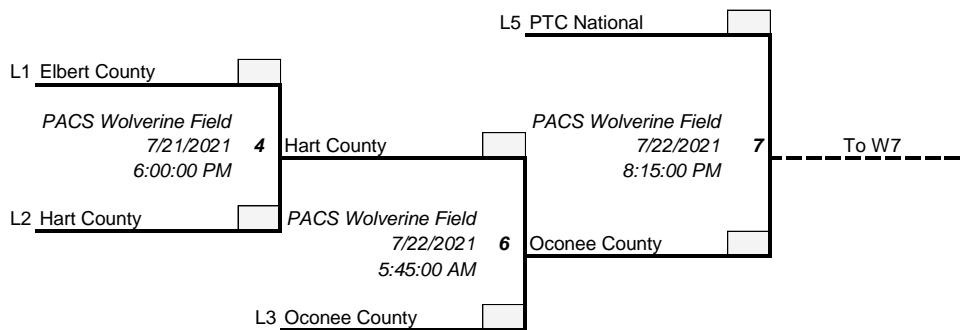 L5 PTC National
L1 Elbert County
PACS Wolverine Field
7/21/2021
6:00:00 PM
4
Hart County
L2 Hart County
PACS Wolverine Field
7/22/2021
5:45:00 AM
6
L3 Oconee County
PACS Wolverine Field
7/22/2021
8:15:00 PM
7
Oconee County
To W7